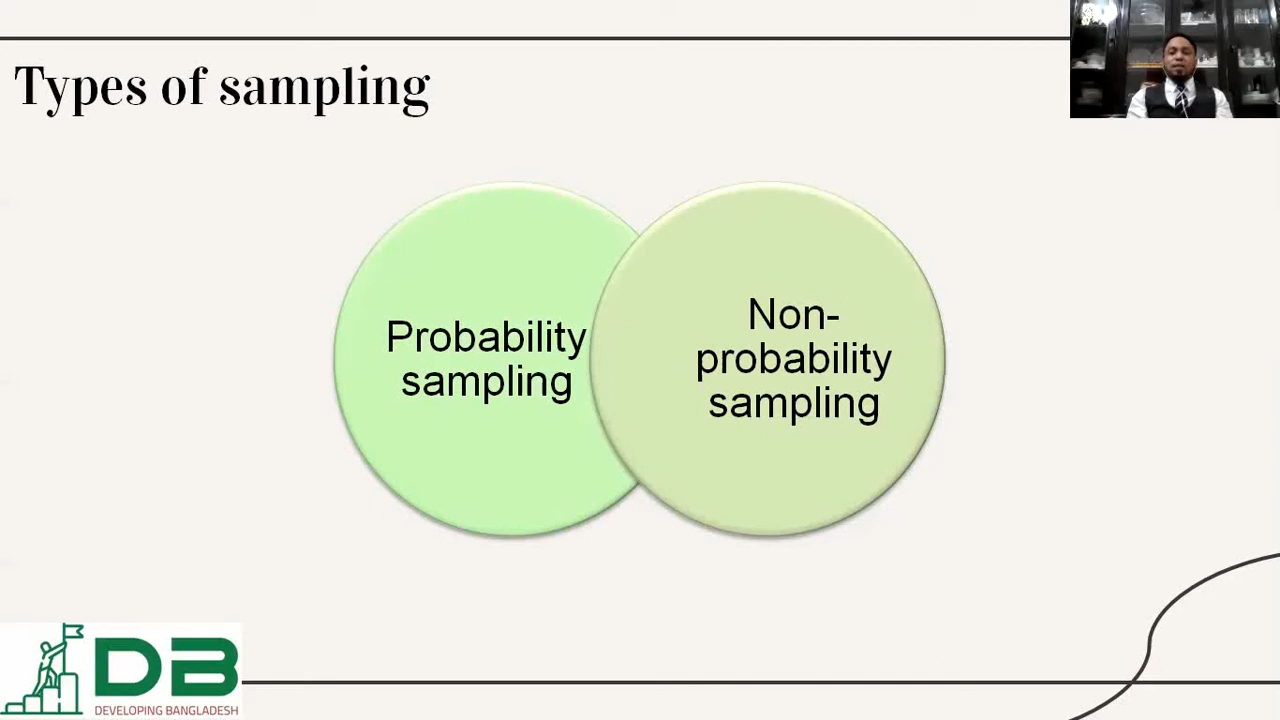 Types of sampling
Probability
sampling
Non-
probability
sampling
DB
DEVELOPING BANGLADESH